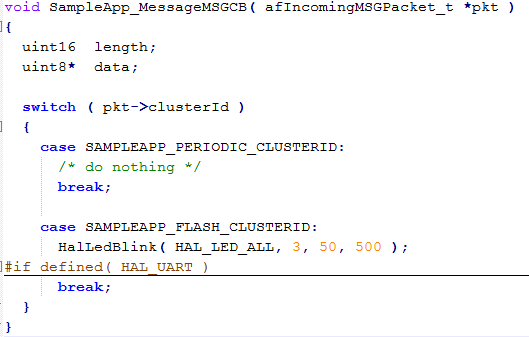 void SampleApp_MessageMSGCB( afIncomingMSGPacket_t *pkt )
{
uint16  length;
uint8*  data;
switch ( pkt->clusterId )
{
case SAMPLEAPP_PERIODIC_CLUSTERID:
/* do nothing */
break;
case SAMPLEAPP_FLASH_CLUSTERID:
HalLedBlink( HAL_LED_ALL, 3, 50, 500 );
#if defined( HAL_UART )
break;
}
}